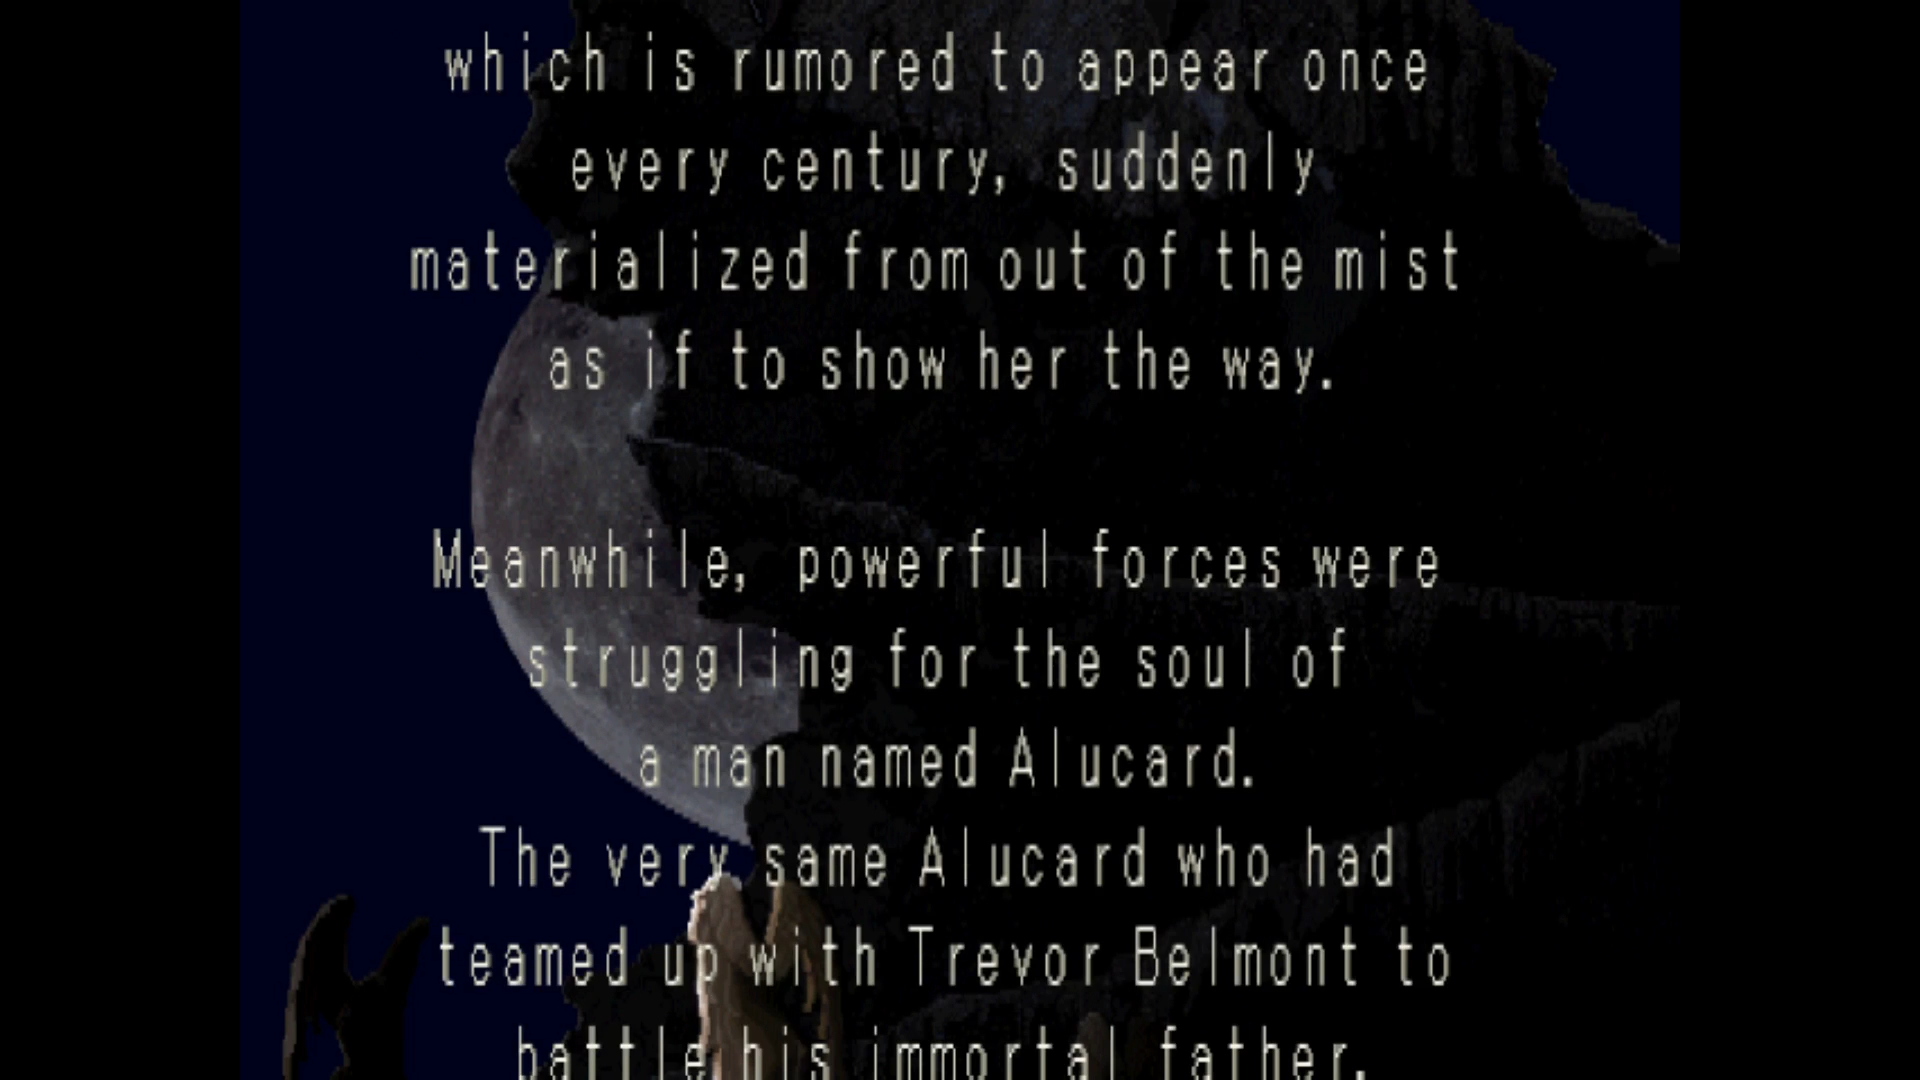 which is rumored to appear once
every century, suddenly
materialized from out of the mist
as if to show her the way.
Meanwhile, powerful forces were
struggling for the soul of
a man named Alucard.
The very same Alucard who had
teamed up with Trevor Belmont to
battle his immortal father,